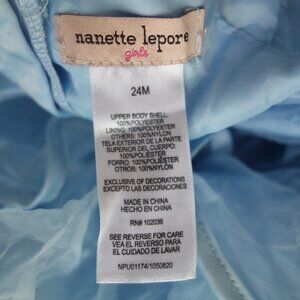 nanette lepore
girls
24M
UPPER BODY SHELL:
100%POLYESTER
LINING: 100%POLYESTER
OTHERS: 100%NYLON
TELA EXTERIOR DE LA PARTE
SUPERIOR DEL CUERPO:
100%POLIÉSTER
FORRO: 100%POLIÉSTER
OTROS: 100%NYLON
EXCLUSIVE OF DECORATIONS
EXCEPTO LAS DECORACIONES
MADE IN CHINA
HECHO EN CHINA
RN# 102036
SEE REVERSE FOR CARE
VEA EL REVERSO PARA
EL CUIDADO DE LAVAR
NPU01174/1050820